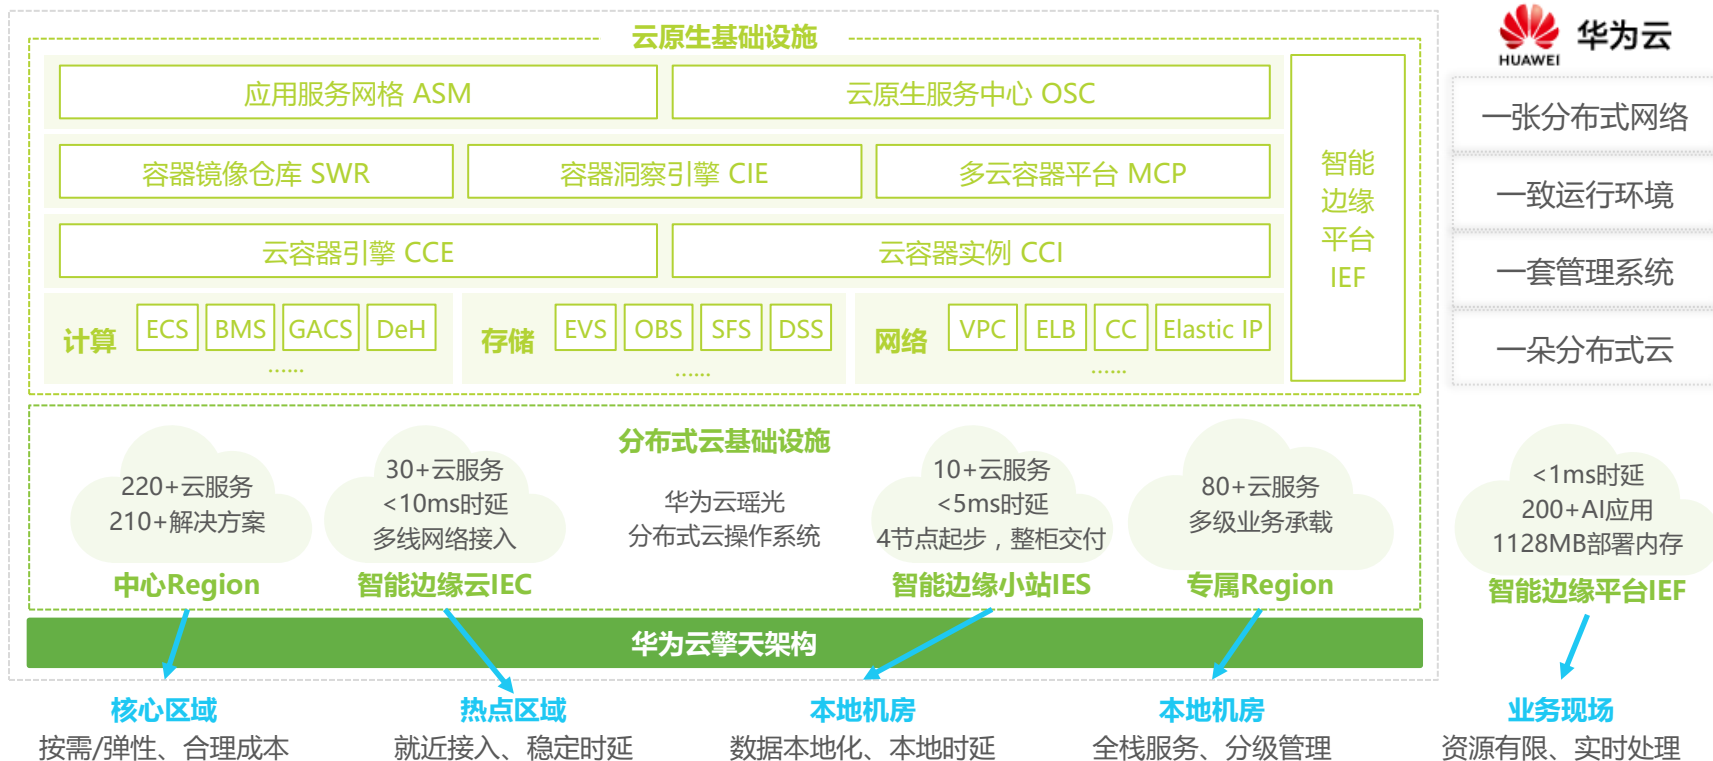 云原生基础设施
应用服务网格 ASM
云原生服务中心 OSC
容器镜像仓库 SWR
容器洞察引擎 CIE
多云容器平台 MCP
云容器引擎 CCE
云容器实例 CCI
智能
边缘
平台
IEF
计算
ECS
BMS
GACS
DeH
......
存储
EVS
OBS
SFS
DSS
......
网络
VPC
ELB
CC
Elastic IP
......
HUAWEI
华为云
一张分布式网络
一致运行环境
一套管理系统
一朵分布式云
分布式云基础设施
220+云服务
210+解决方案
中心Region
30+云服务
<10ms时延
多线网络接入
智能边缘云IEC
华为云瑶光
分布式云操作系统
10+云服务
<5ms时延
4节点起步，整柜交付
智能边缘小站IES
80+云服务
多级业务承载
专属Region
<1ms时延
200+AI应用
1128MB部署内存
智能边缘平台IEF
华为云擎天架构
核心区域
按需/弹性、合理成本
热点区域
就近接入、稳定时延
本地机房
数据本地化、本地时延
本地机房
全栈服务、分级管理
业务现场
资源有限、实时处理